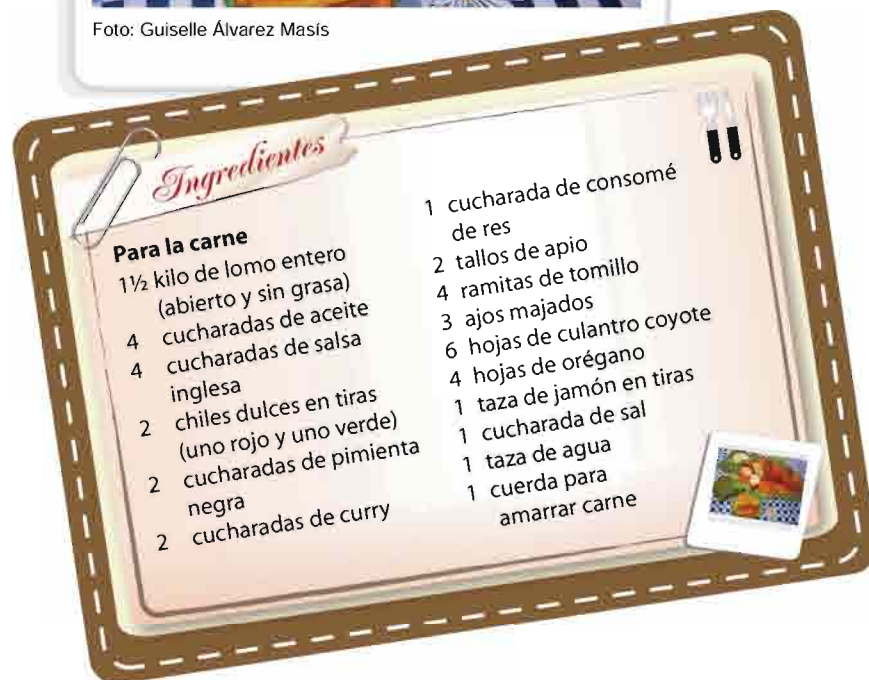 Foto: Guiselle Álvarez Masís
Ingredientes
Para la carne
1½ kilo de lomo entero
(abierto y sin grasa)
4 cucharadas de aceite
4 cucharadas de salsa
inglesa
2 chiles dulces en tiras
(uno rojo y uno verde)
2 cucharadas de pimienta
negra
2 cucharadas de curry
1 cucharada de consomé
de res
2 tallos de apio
4 ramitas de tomillo
3 ajos majados
6 hojas de culantro coyote
4 hojas de orégano
1 taza de jamón en tiras
1 cucharada de sal
1 taza de agua
1 cuerda para
amarrar carne